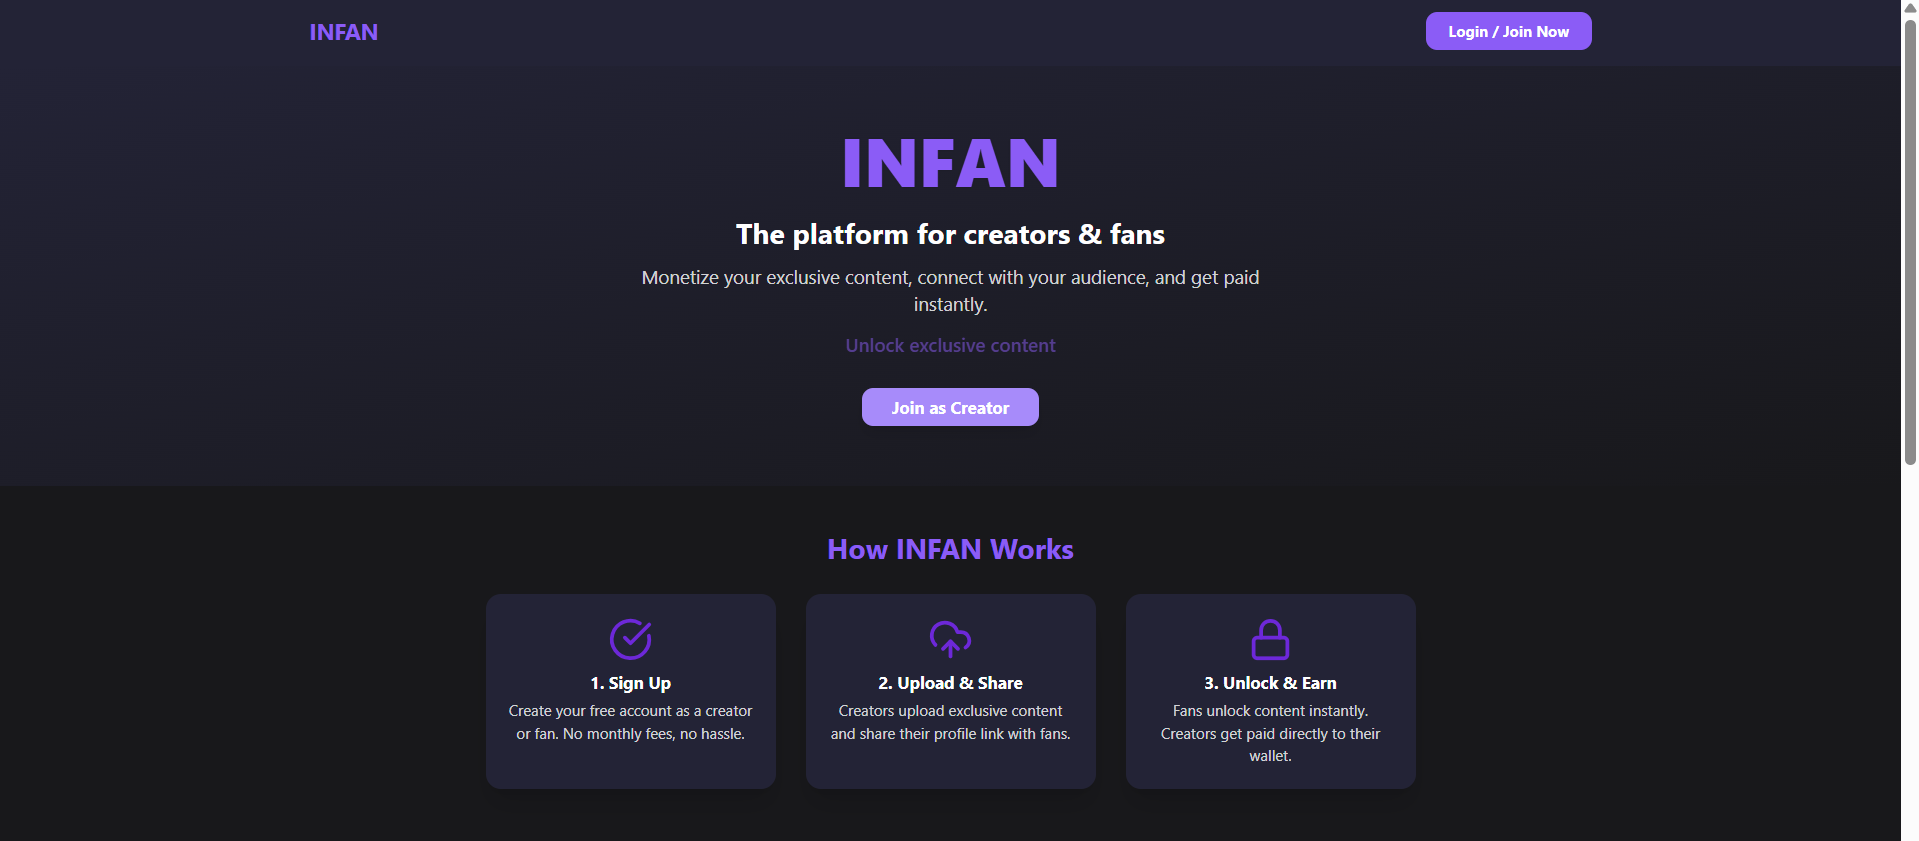 INFAN
Login / Join Now
INFAN
The platform for creators & fans
Monetize your exclusive content, connect with your audience, and get paid
instantly.
Unlock exclusive content
Join as Creator
How INFAN Works
1. Sign Up
Create your free account as a creator
or fan. No monthly fees, no hassle.
2. Upload & Share
Creators upload exclusive content
and share their profile link with fans.
3. Unlock & Earn
Fans unlock content instantly.
Creators get paid directly to their
wallet.